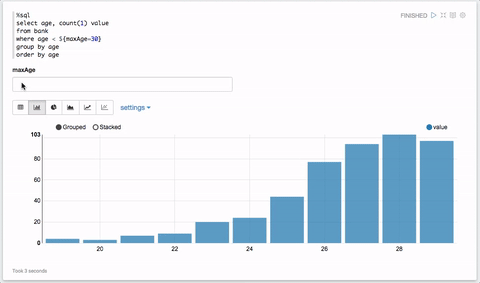 %sql
FINISHED
select age, count(1) value
from bank
where age < ${maxAge=30}
group by age
order by age
maxAge
settings
Grouped Stacked value
103
80
60
40
20
0
20 22 24 26 28
Took 3 seconds